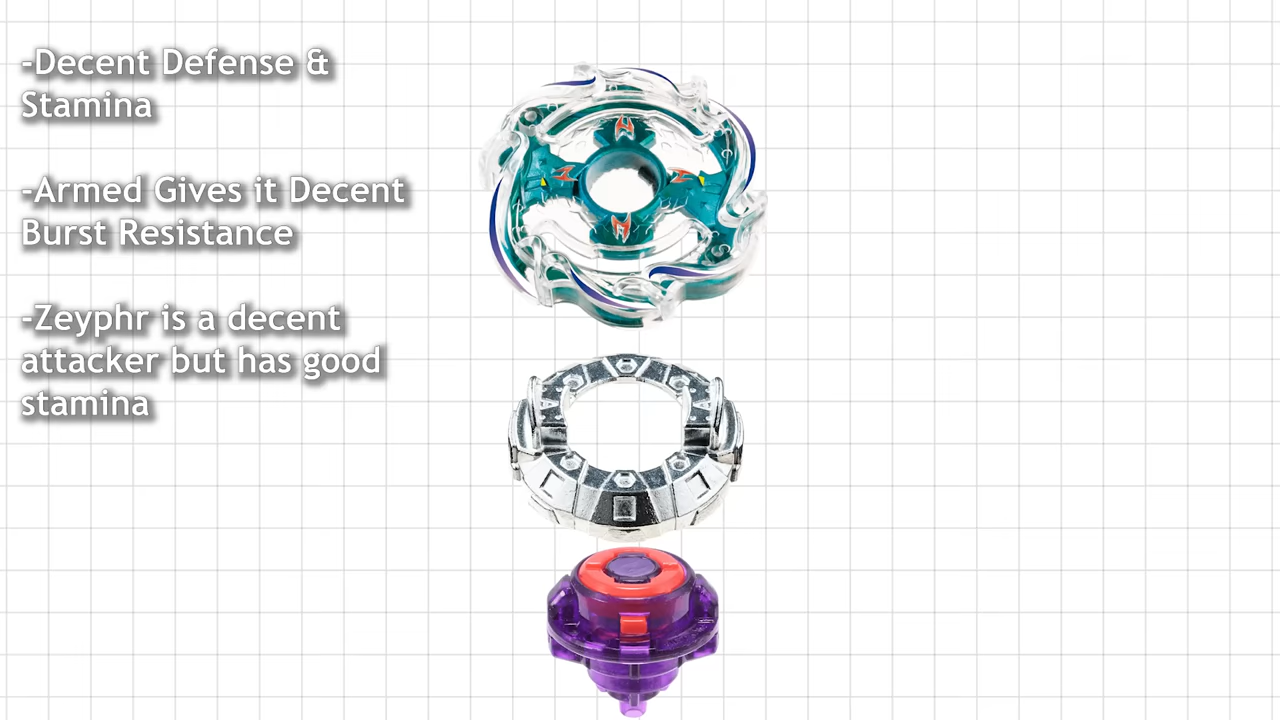 -Decent Defense &
Stamina
-Armed Gives it Decent
Burst Resistance
-Zeyphr is a decent
attacker but has good
stamina